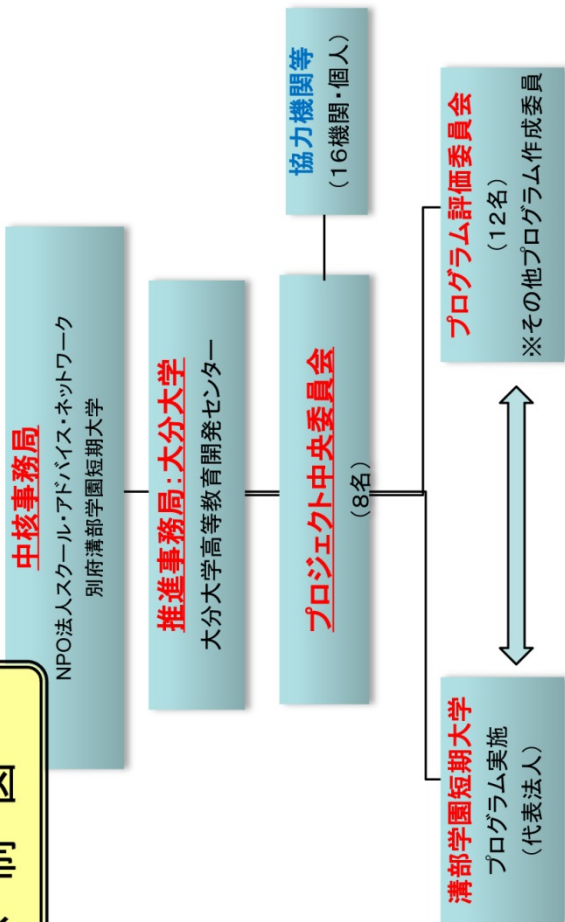 制 図
中核事務局
NPO法人スクール・アドバイス・ネットワーク
別府溝部学園短期大学
推進事務局:大分大学
大分大学高等教育開発センター
プロジェクト中央委員会
(8名)
協力機関等
(16機関・個人)
溝部学園短期大学
プログラム実施
(代表法人)
プログラム評価委員会
(12名)
※その他プログラム作成委員